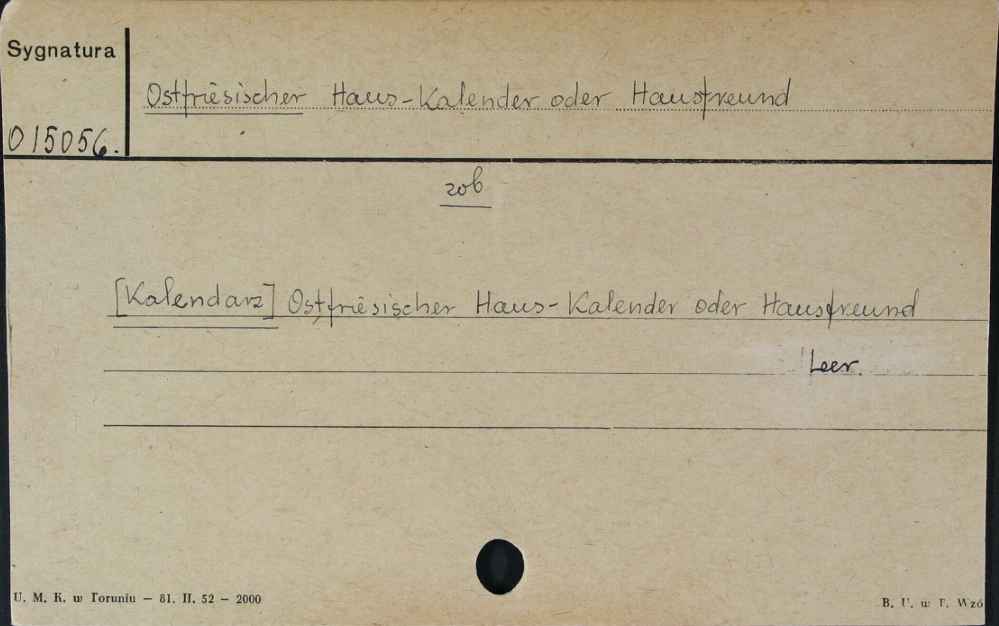 Sygnatura
Ostfriesischer Haus-Kalender oder Hausfreund
015056.
zob
[Kalendarz] Ostfriesischer Haus-Kalender oder Hausfreund
Leer.
U. M. K. w Toruniu — 81. II. 52 — 2000
B. U. w T. Wzó